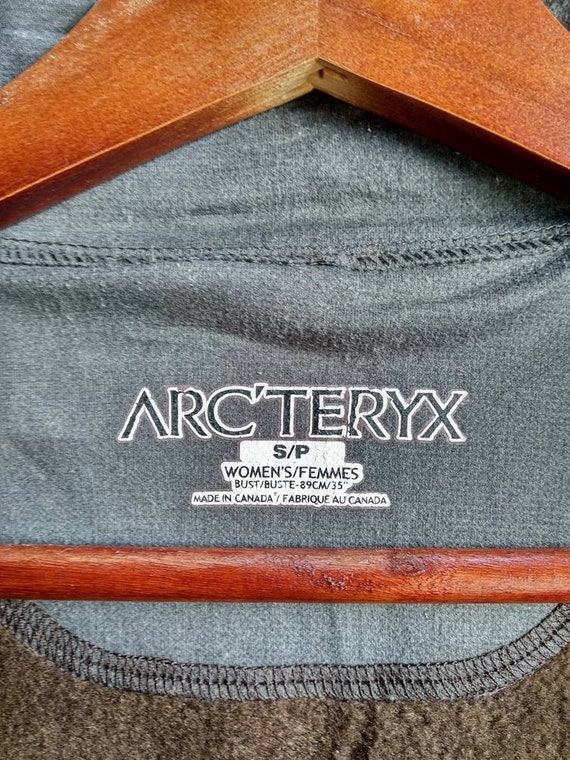 ARC'TERYX
S/P
WOMEN'S/FEMMES
BUST/BUSTE-89CM/35"
MADE IN CANADA / FABRIQUE AU CANADA